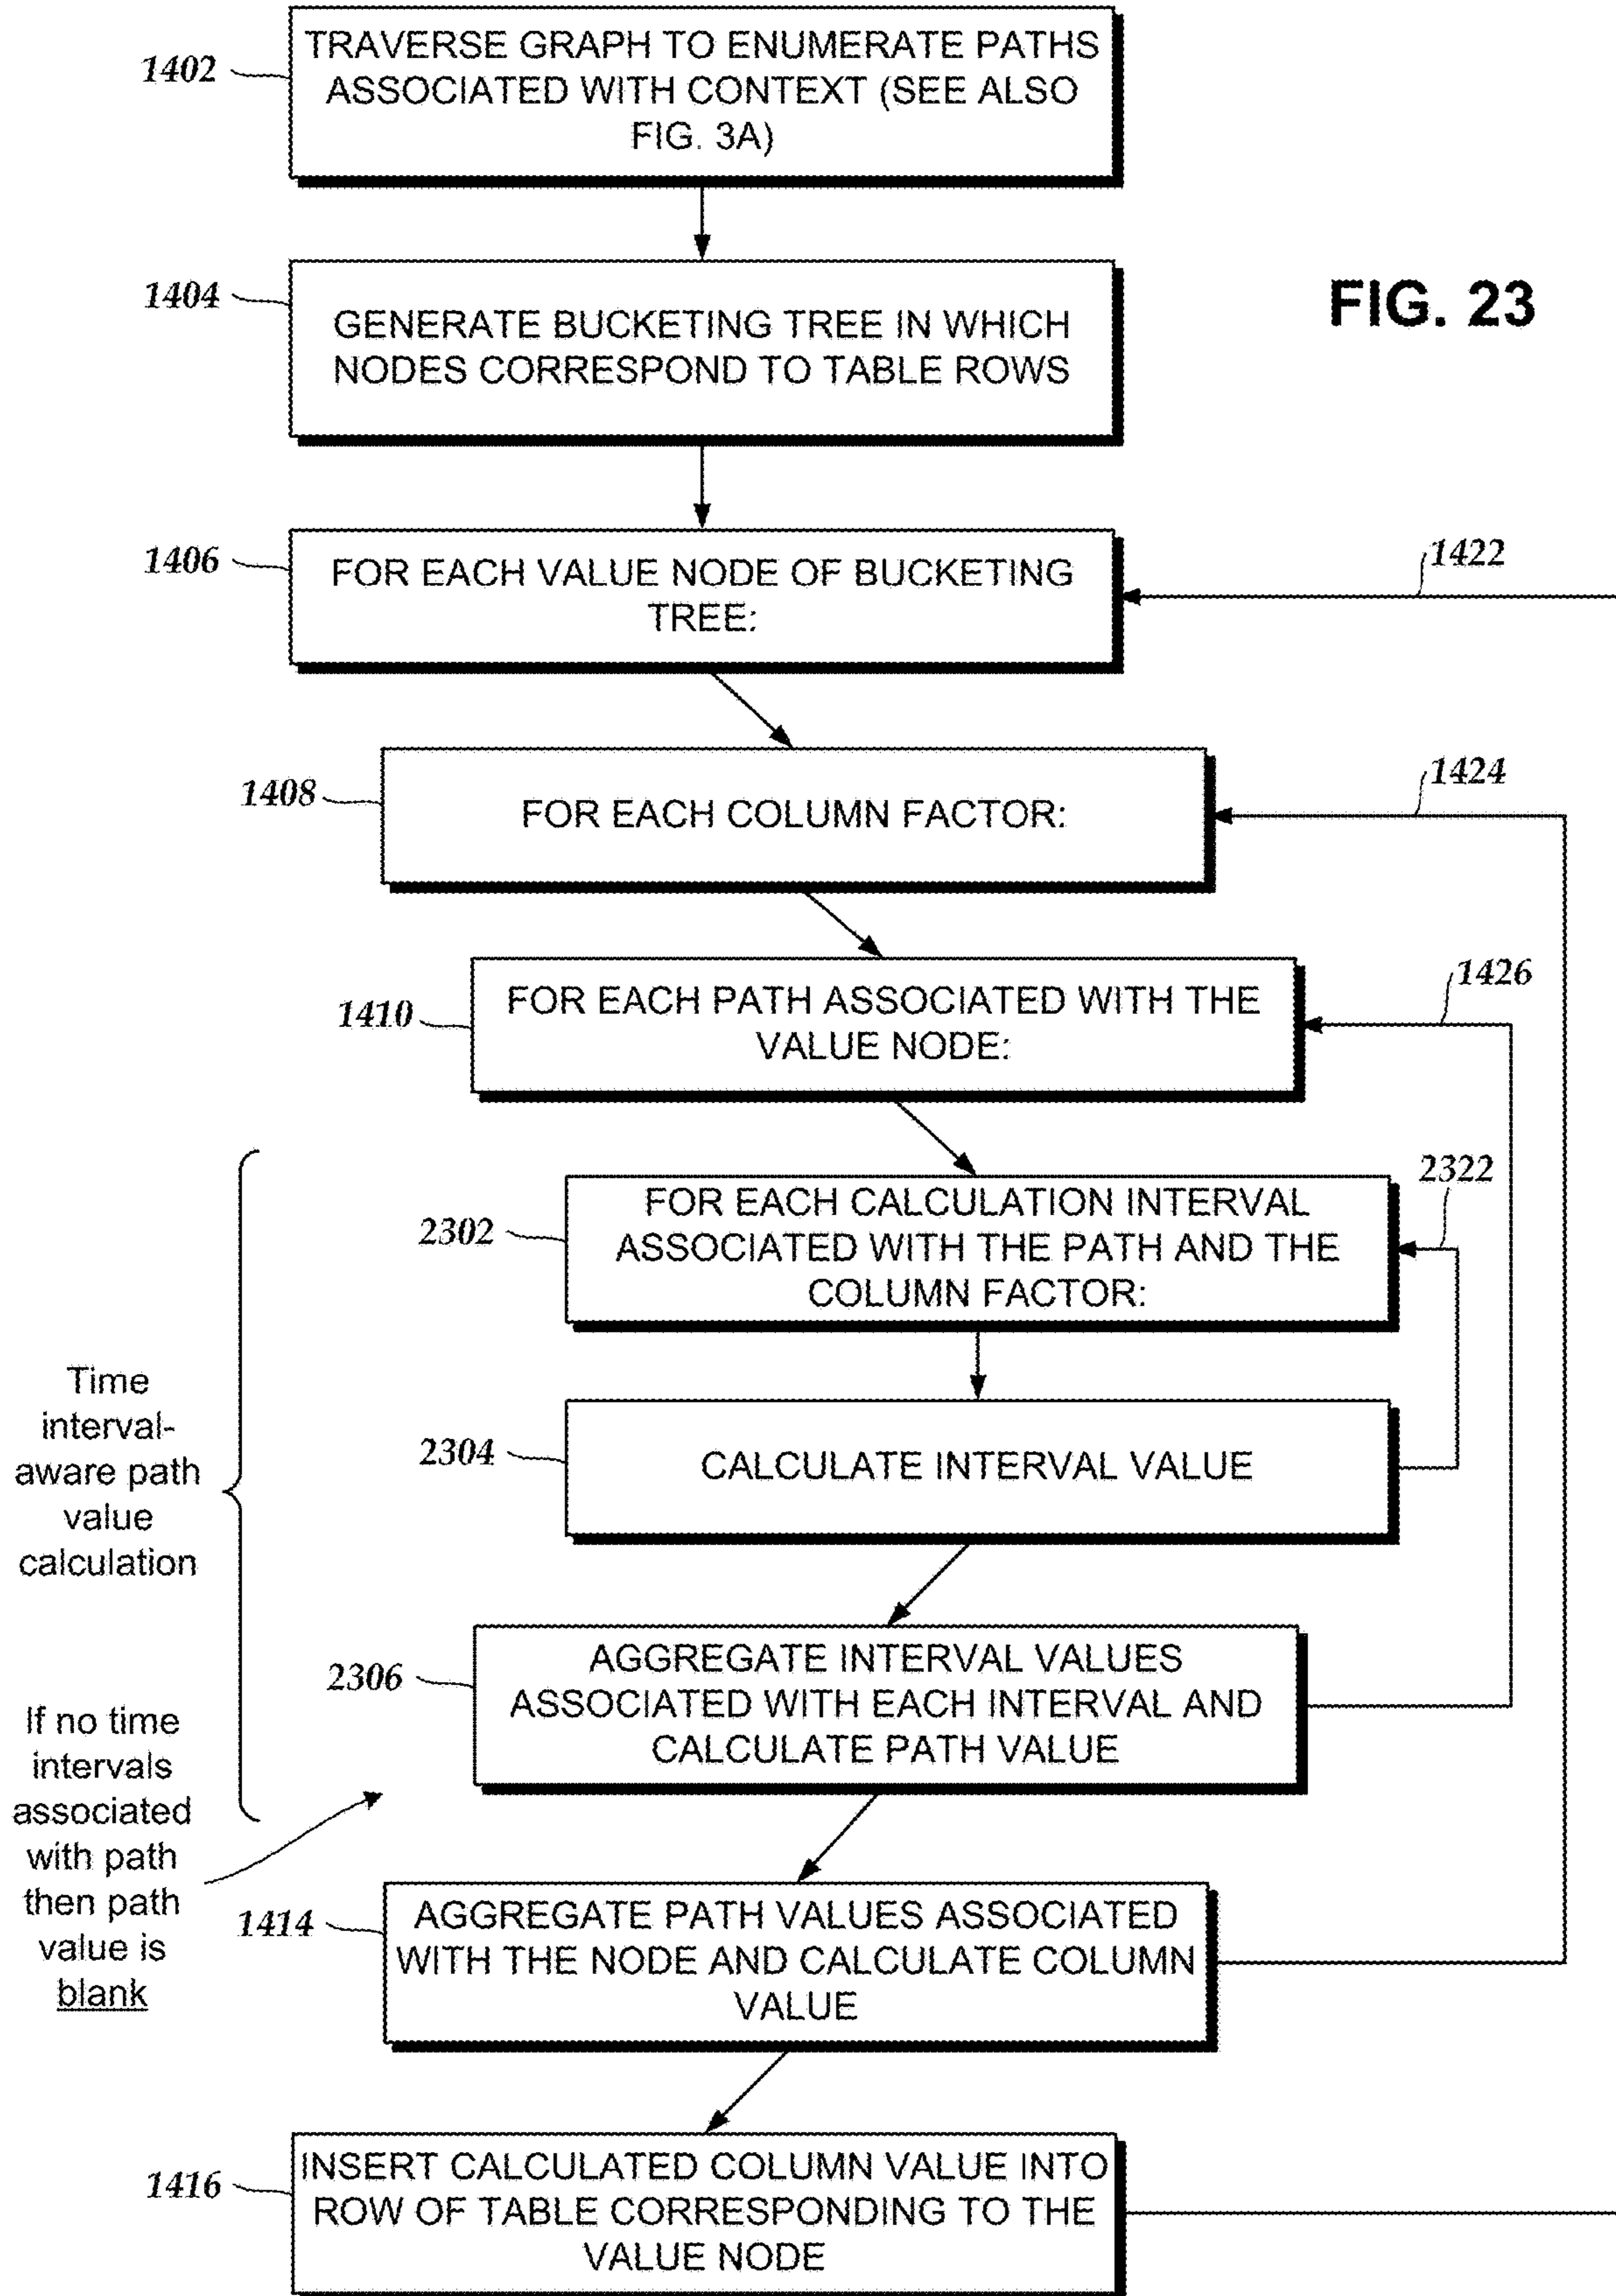 1402
TRAVERSE GRAPH TO ENUMERATE PATHS
ASSOCIATED WITH CONTEXT (SEE ALSO
FIG. 3A)
1404
GENERATE BUCKETING TREE IN WHICH
NODES CORRESPOND TO TABLE ROWS
FIG. 23
1406
FOR EACH VALUE NODE OF BUCKETING
TREE:
1422
1408
FOR EACH COLUMN FACTOR:
1424
1410
FOR EACH PATH ASSOCIATED WITH THE
VALUE NODE:
1426
2302
FOR EACH CALCULATION INTERVAL
ASSOCIATED WITH THE PATH AND THE
COLUMN FACTOR:
2322
Time
interval-
aware path
value
calculation
2304
CALCULATE INTERVAL VALUE
2306
AGGREGATE INTERVAL VALUES
ASSOCIATED WITH EACH INTERVAL AND
CALCULATE PATH VALUE
If no time
intervals
associated
with path
then path
value is
blank
1414
AGGREGATE PATH VALUES ASSOCIATED
WITH THE NODE AND CALCULATE COLUMN
VALUE
1416
INSERT CALCULATED COLUMN VALUE INTO
ROW OF TABLE CORRESPONDING TO THE
VALUE NODE